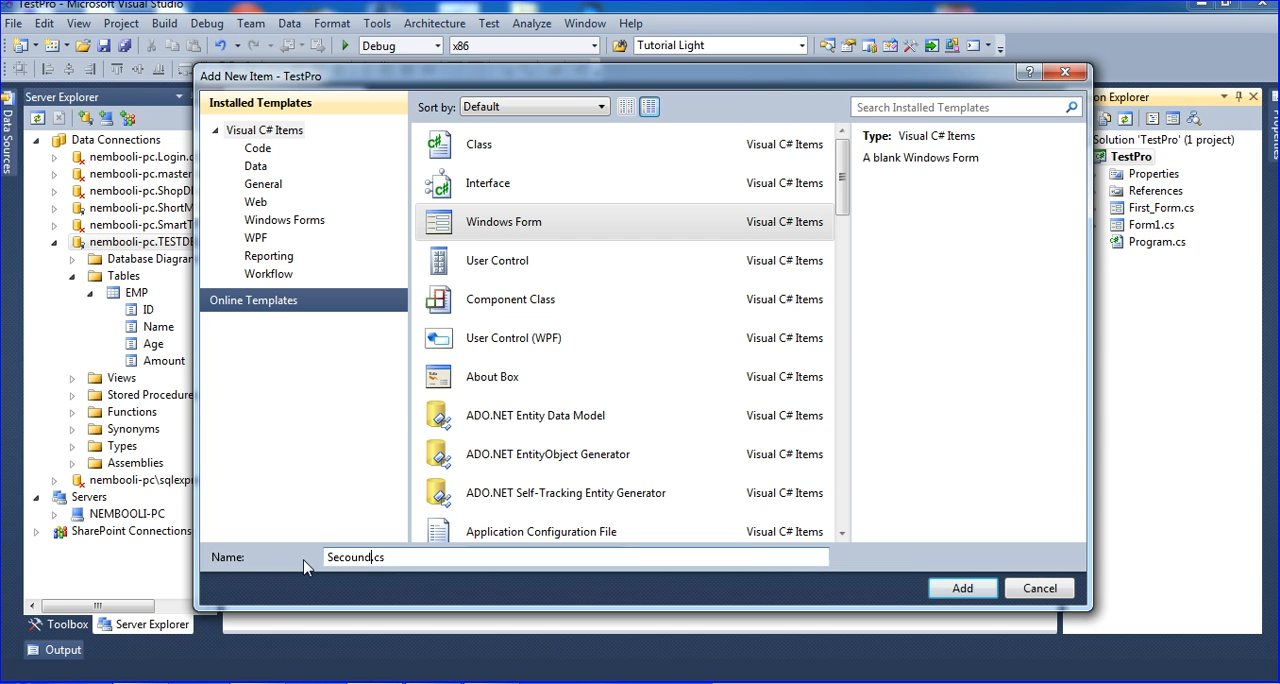 TestPro - Microsoft Visual Studio
File Edit View Project Build Debug Team Data Format Tools Architecture Test Analyze Window Help
Debug x86 Tutorial Light
Data Sources
Server Explorer
Data Connections
nembooli-pc.Login.
nembooli-pc.master
nembooli-pc.ShopD
nembooli-pc.ShortM
nembooli-pc.SmartT
nembooli-pc.TESTDE
Database Diagran
Tables
EMP
ID
Name
Age
Amount
Views
Stored Procedure
Functions
Synonyms
Types
Assemblies
nembooli-pc\sqlexpr
Servers
NEMBOOLI-PC
SharePoint Connections
Toolbox Server Explorer
Output
Add New Item - TestPro
Installed Templates
Visual C# Items
Code
Data
General
Web
Windows Forms
WPF
Reporting
Workflow
Online Templates
Sort by: Default
Class Visual C# Items
Interface Visual C# Items
Windows Form Visual C# Items
User Control Visual C# Items
Component Class Visual C# Items
User Control (WPF) Visual C# Items
About Box Visual C# Items
ADO.NET Entity Data Model Visual C# Items
ADO.NET EntityObject Generator Visual C# Items
ADO.NET Self-Tracking Entity Generator Visual C# Items
Application Configuration File Visual C# Items
Search Installed Templates
Type: Visual C# Items
A blank Windows Form
Name: Secound.cs
Add Cancel
on Explorer
Solution 'TestPro' (1 project)
TestPro
Properties
References
First_Form.cs
Form1.cs
Program.cs
Properties